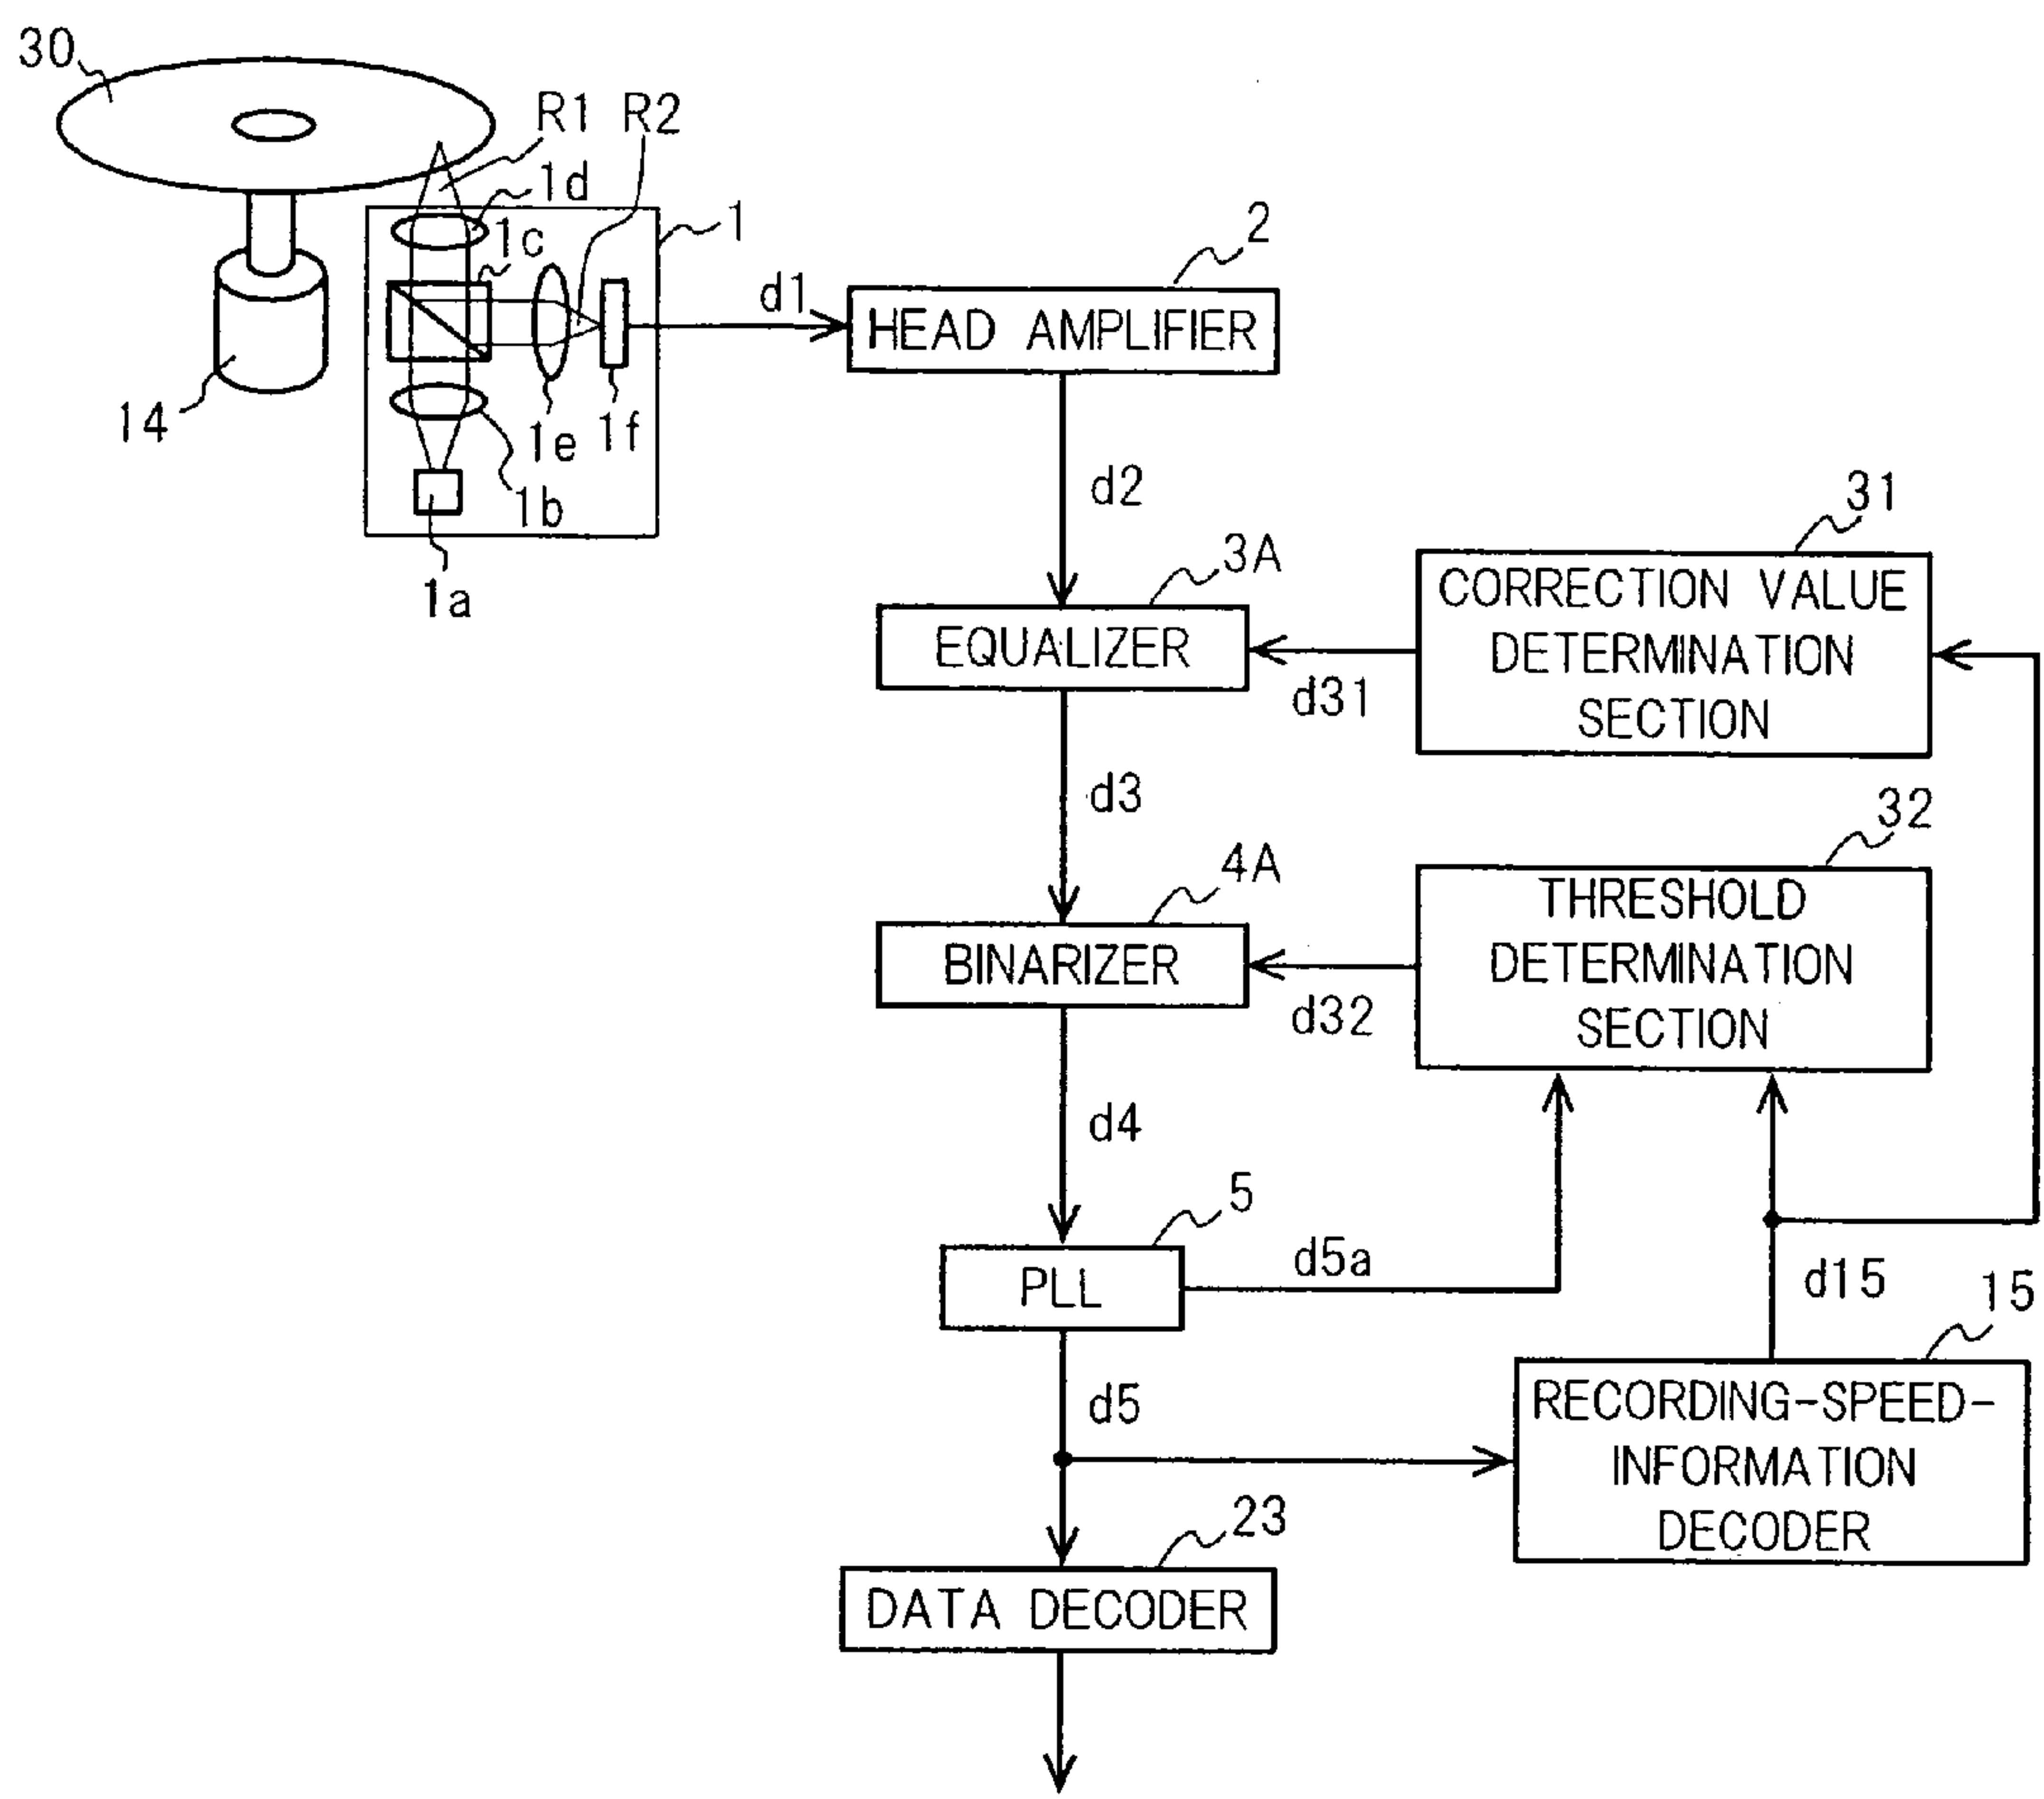 30
R1
R2
1d
1c
1
2
d1
HEAD AMPLIFIER
14
1e
1f
1b
1a
d2
31
3A
CORRECTION VALUE
DETERMINATION
SECTION
EQUALIZER
d31
d3
32
4A
THRESHOLD
DETERMINATION
SECTION
BINARIZER
d32
d4
5
PLL
d5a
d15
15
d5
RECORDING-SPEED-
INFORMATION
DECODER
23
DATA DECODER